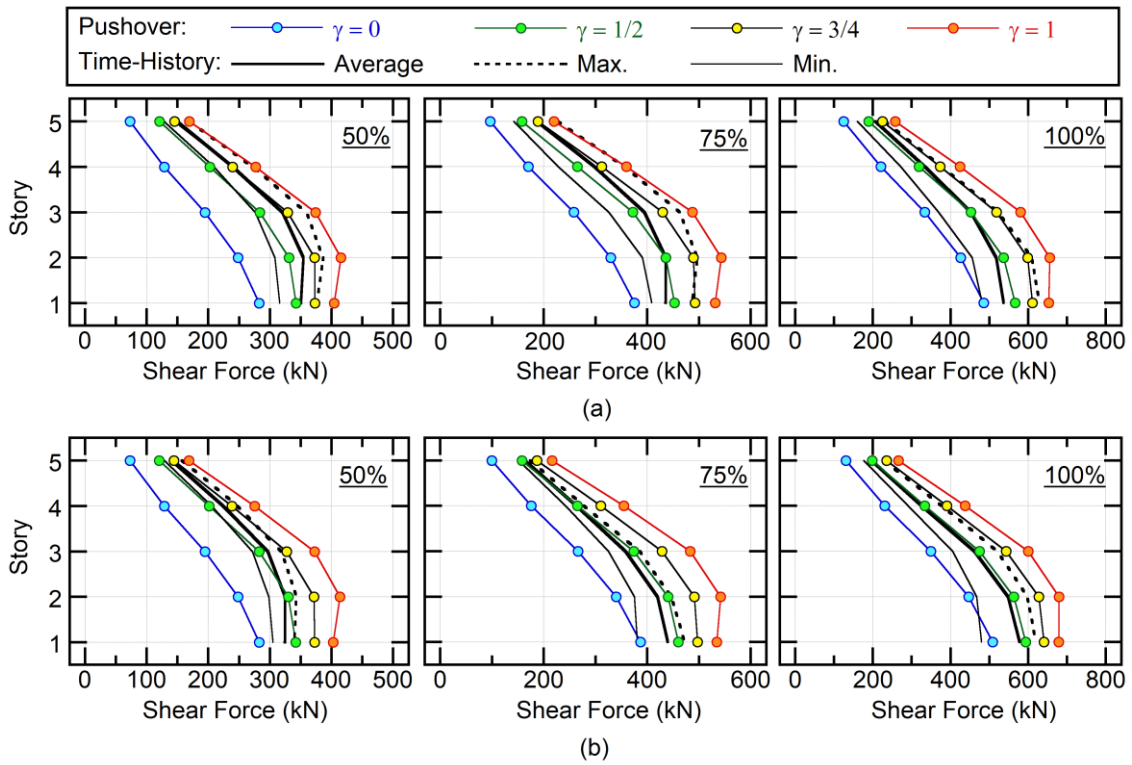 Pushover: γ = 0 γ = 1/2 γ = 3/4 γ = 1
Time-History: Average Max. Min.
50% 75% 100%
Story
5
4
3
2
1
0 100 200 300 400 500
0 200 400 600
0 200 400 600 800
Shear Force (kN) Shear Force (kN) Shear Force (kN)
(a)
50% 75% 100%
Story
5
4
3
2
1
0 100 200 300 400 500
0 200 400 600
0 200 400 600 800
Shear Force (kN) Shear Force (kN) Shear Force (kN)
(b)